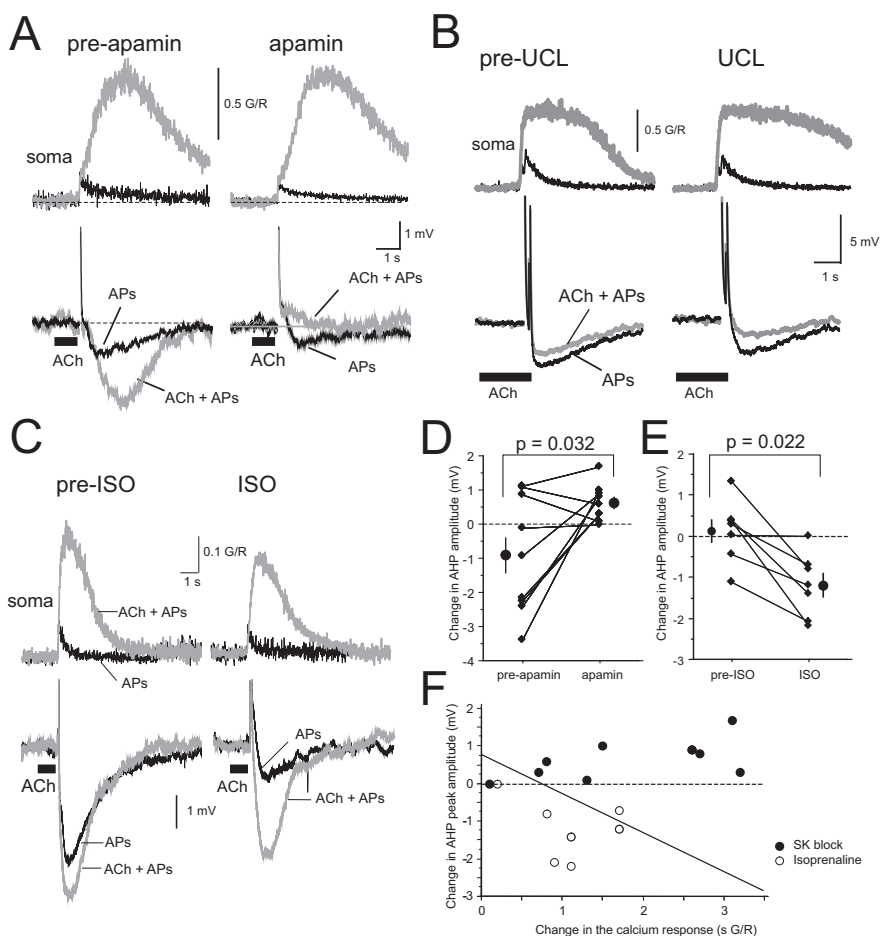 A
pre-apamin
apamin
0.5 G/R
soma
1 mV
1 s
ACh + APs
APs
APs
ACh
ACh
ACh + APs
B
pre-UCL
UCL
0.5 G/R
soma
5 mV
1 s
ACh + APs
APs
ACh
ACh
C
pre-ISO
ISO
0.1 G/R
1 s
soma
ACh + APs
APs
APs
ACh
ACh
ACh + APs
1 mV
APs
ACh + APs
D
p = 0.032
Change in AHP amplitude (mV)
2
1
0
-1
-2
-3
-4
pre-apamin
apamin
E
p = 0.022
Change in AHP amplitude (mV)
2
1
0
-1
-2
-3
pre-ISO
ISO
F
Change in AHP peak amplitude (mV)
2
1
0
-1
-2
-3
0
1
2
3
Change in the calcium response (s G/R)
SK block
Isoprenaline